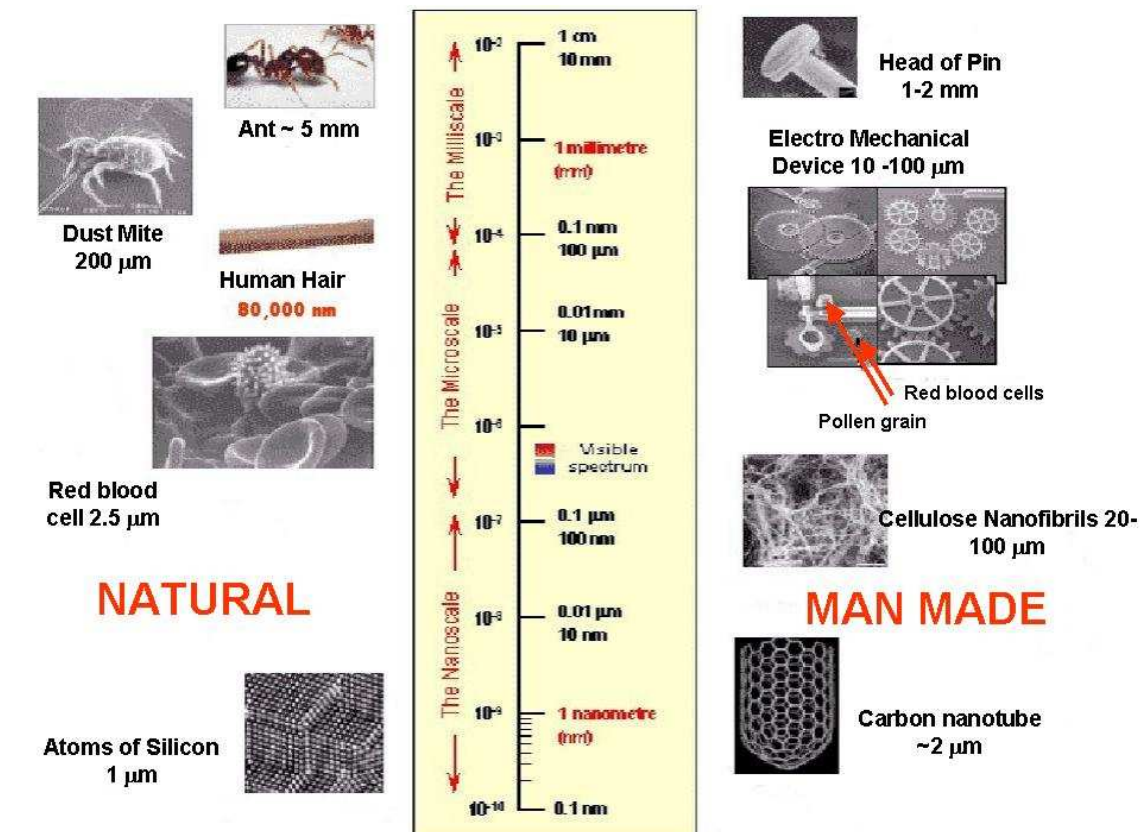 Ant ~ 5 mm
Dust Mite
200 μm
Human Hair
80,000 nm
Red blood
cell 2.5 μm
NATURAL
Atoms of Silicon
1 μm
The Milliscale
The Microscale
The Nanoscale
10⁻²
1 cm
10 mm
10⁻³
1 millimetre
(mm)
10⁻⁴
0.1 mm
100 μm
10⁻⁵
0.01mm
10 μm
10⁻⁶
Visible
spectrum
10⁻⁷
0.1 μm
100 nm
10⁻⁸
0.01 μm
10 nm
10⁻⁹
1 nanometre
(nm)
10⁻¹⁰
0.1 nm
Head of Pin
1-2 mm
Electro Mechanical
Device 10 -100 μm
Red blood cells
Pollen grain
Cellulose Nanofibrils 20-
100 μm
MAN MADE
Carbon nanotube
~2 μm